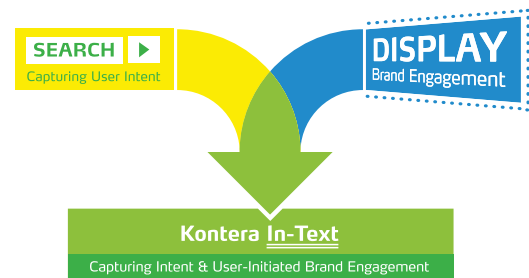 SEARCH
Capturing User Intent
DISPLAY
Brand Engagement
Kontera In-Text
Capturing Intent & User-Initiated Brand Engagement